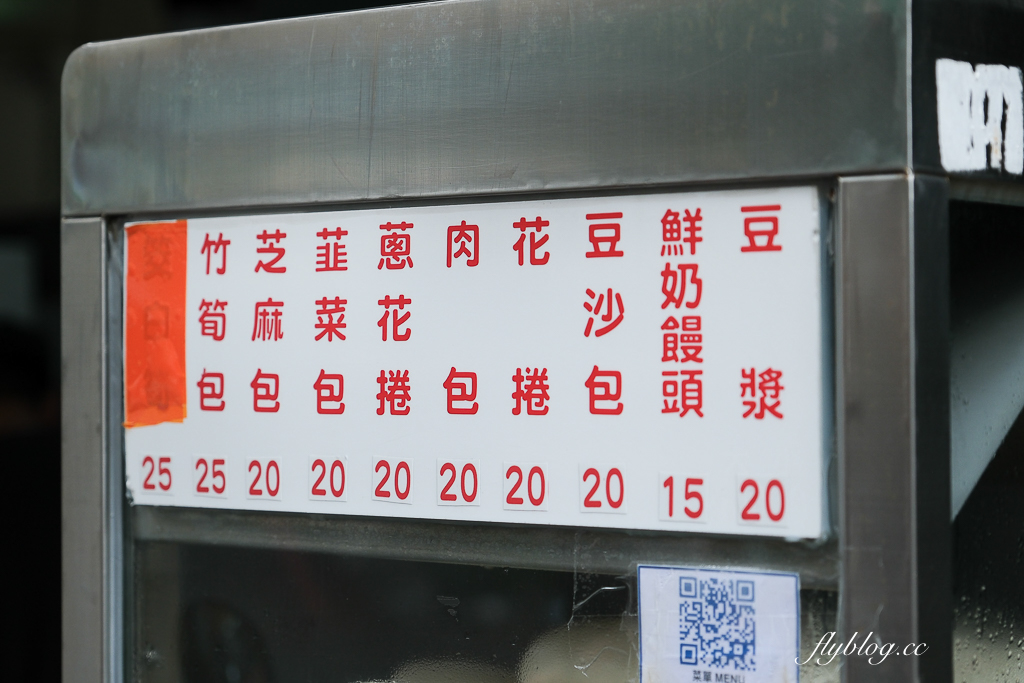 豆漿 20
鮮奶饅頭 15
豆沙包 20
花捲 20
肉包 20
蔥花捲 20
韮菜包 20
芝麻包 20
竹筍包 25
25
菜單 MENU
flyblog.cc